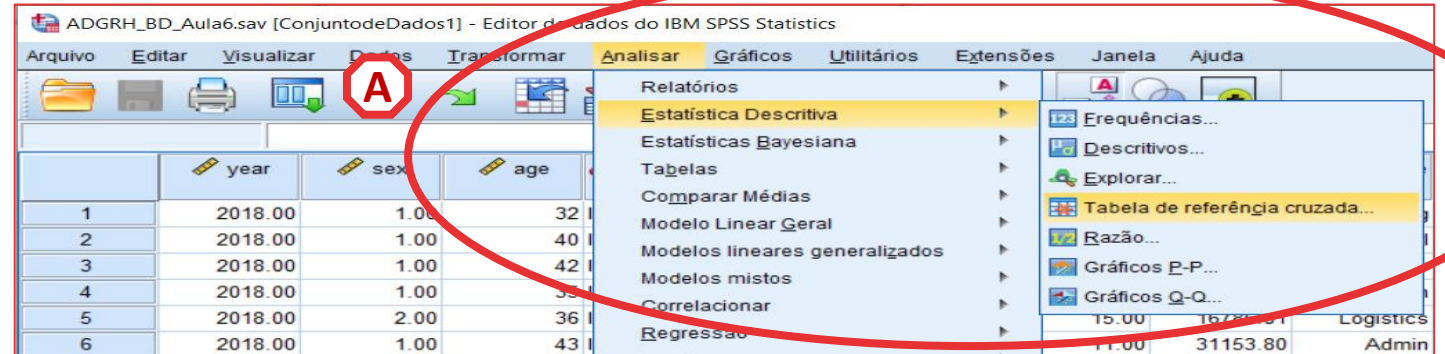 ADGRH_BD_Aula6.sav [ConjuntodeDados1] - Editor de dados do IBM SPSS Statistics
Arquivo Editar Visualizar Dados Transformar Analisar Gráficos Utilitários Extensões Janela Ajuda
A
Relatórios
Estatística Descritiva
Estatísticas Bayesiana
Tabelas
Comparar Médias
Modelo Linear Geral
Modelos lineares generalizados
Modelos mistos
Correlacionar
Regressão
A
123 Frequências...
Descritivos...
Explorar...
Tabela de referência cruzada...
1/2 Razão...
Gráficos P-P...
Gráficos Q-Q...
year sex age
1 2018.00 1.00 32
2 2018.00 1.00 40
3 2018.00 1.00 42
4 2018.00 1.00
5 2018.00 2.00 36 15.00 Logistics
6 2018.00 1.00 43 11.00 31153.80 Admin